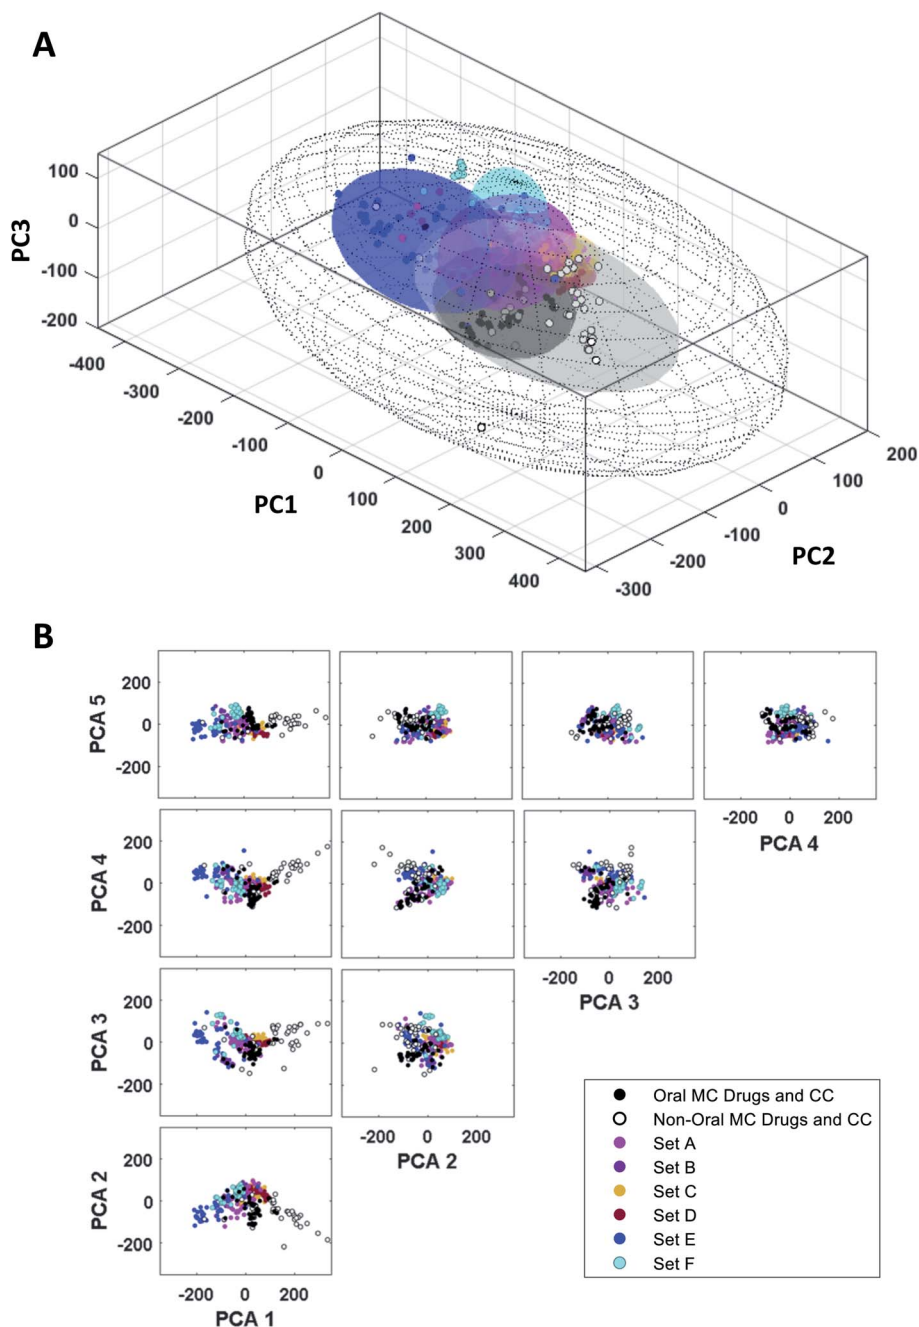 A
100
0
-100
-200
PC3
-400
-300
-200
-100
0
100
200
300
400
PC1
200
100
0
-100
-200
-300
PC2
B
PCA 5
200
0
-200
-200 0 200
PCA 4
PCA 4
200
0
-200
-200 0 200
PCA 3
PCA 3
200
0
-200
-200 0 200
PCA 2
PCA 2
200
0
-200
-200 0 200
PCA 1
Oral MC Drugs and CC
Non-Oral MC Drugs and CC
Set A
Set B
Set C
Set D
Set E
Set F